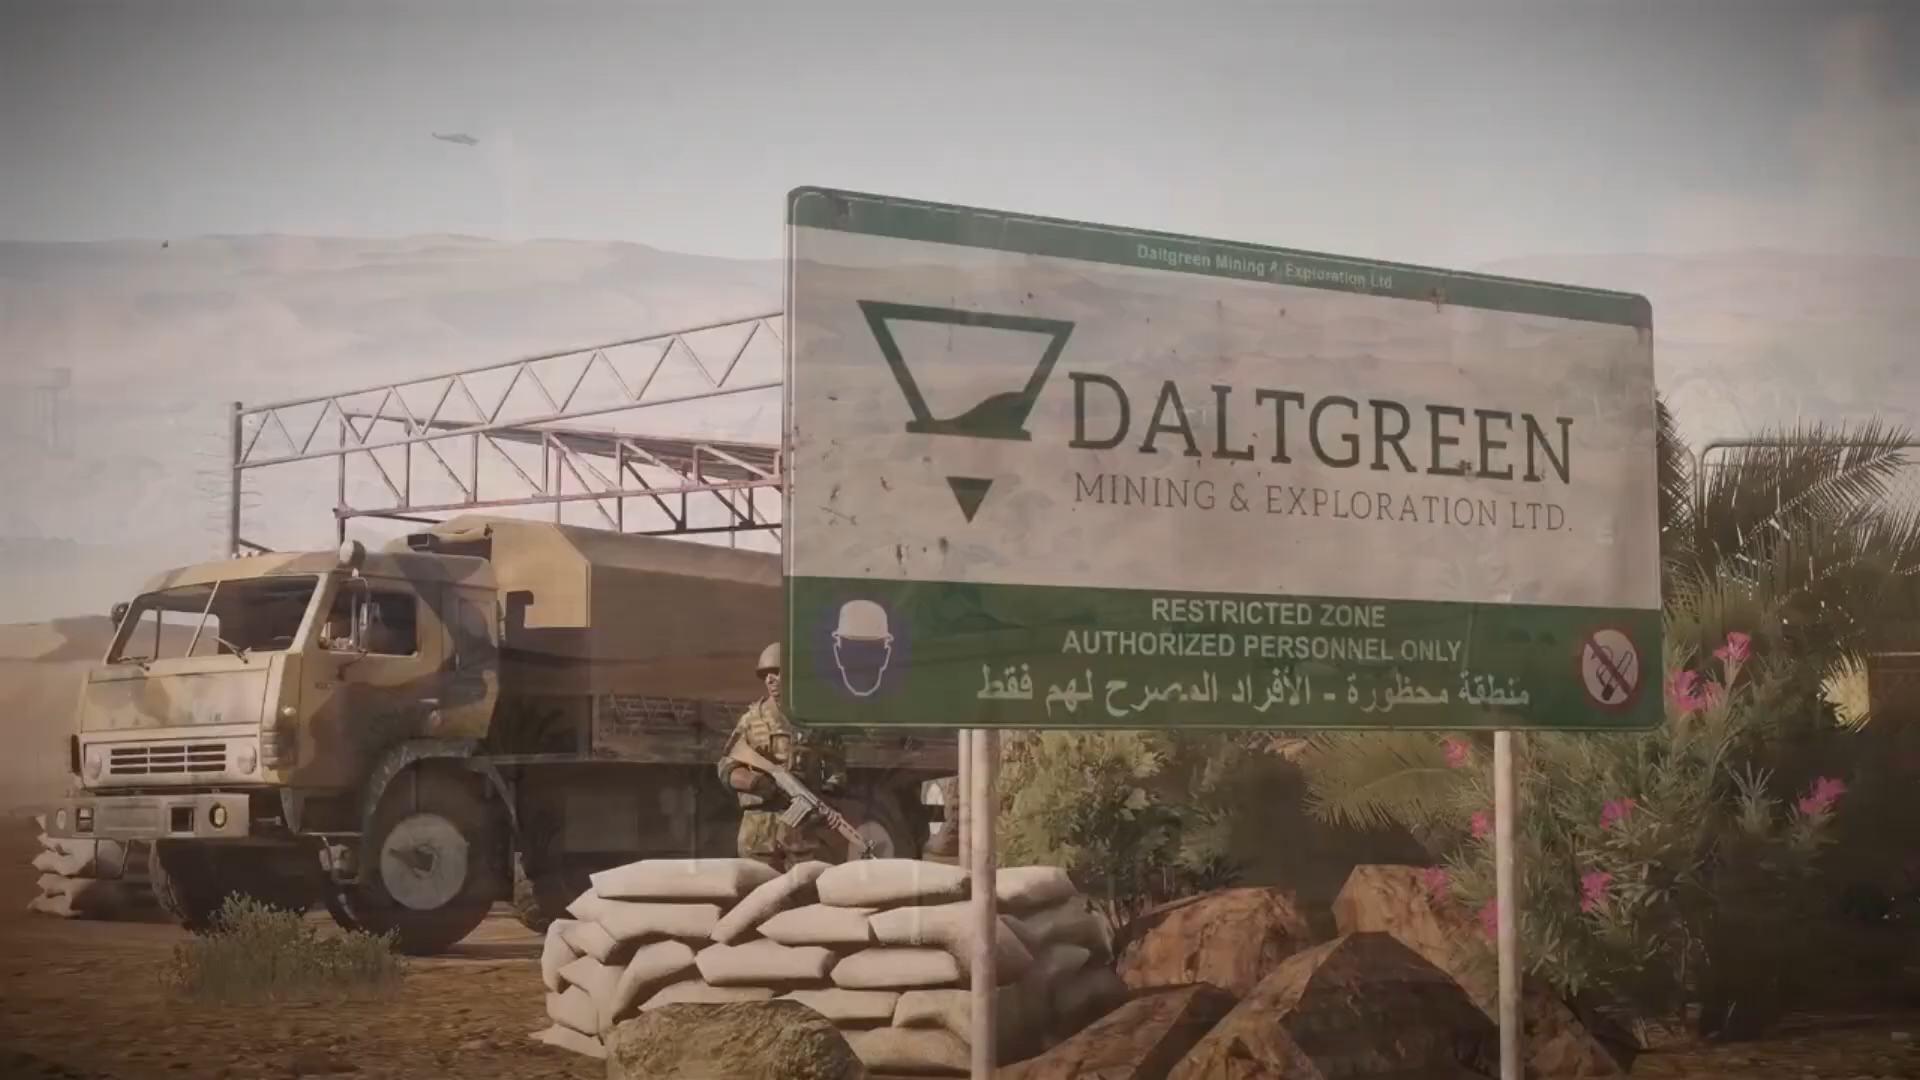 Daltgreen Mining & Exploration Ltd
DALTGREEN
MINING & EXPLORATION LTD.
RESTRICTED ZONE
AUTHORIZED PERSONNEL ONLY
منطقة محظورة - الأفراد المصرح لهم فقط